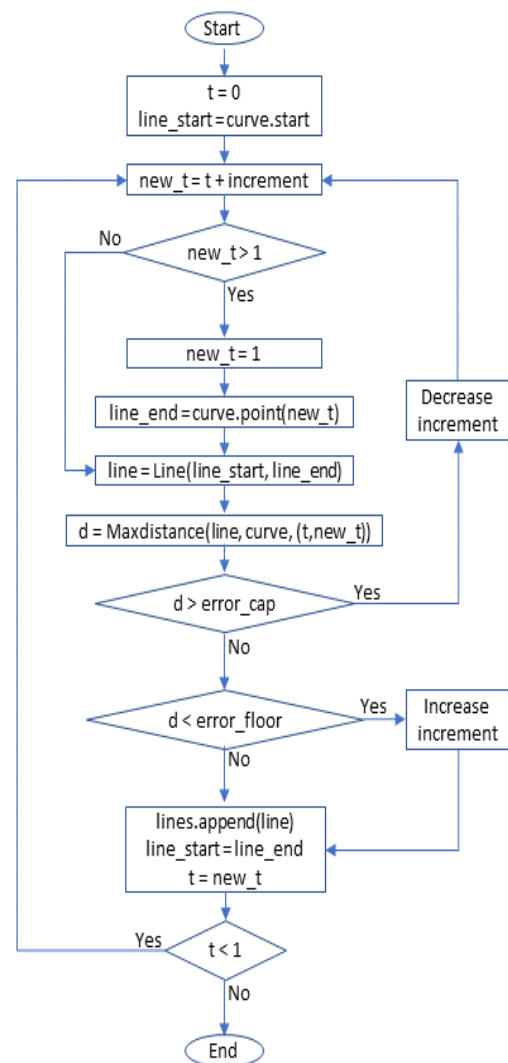 Start
t = 0
line_start=curve.start
new_t= t + increment
No
new_t> 1
Yes
new_t= 1
line_end=curve.point(new_t)
Decrease
increment
line=Line(line_start, line_end)
d = Maxdistance(line, curve, (t,new_t))
d > error_cap
Yes
No
d < error_floor
Yes
Increase
increment
No
lines.append(line)
line_start=line_end
t = new_t
Yes
t < 1
No
End